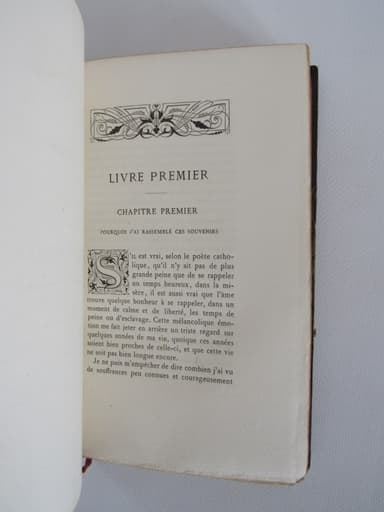 LIVRE PREMIER
CHAPITRE PREMIER
POURQUOI J'AI RASSEMBLÉ CES SOUVENIRS
S'il est vrai, selon le poète catho-
lique, qu'il n'y ait pas de plus
grande peine que de se rappeler
un temps heureux, dans la mi-
sère, il est aussi vrai que l'âme
trouve quelque bonheur à se rappeler, dans un
moment de calme et de liberté, les temps de
peine ou d'esclavage. Cette mélancolique émo-
tion me fait jeter en arrière un triste regard sur
quelques années de ma vie, quoique ces années
soient bien proches de celle-ci, et que cette vie
ne soit pas bien longue encore.
Je ne puis m'empêcher de dire combien j'ai vu
de souffrances peu connues et courageusement